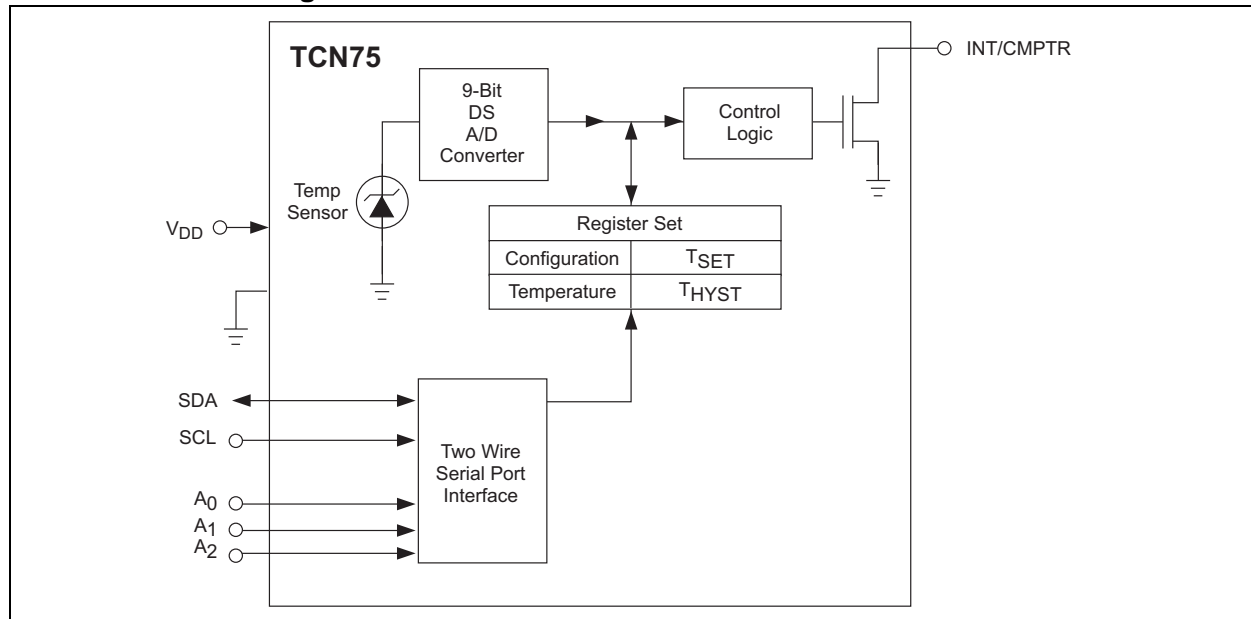 TCN75
INT/CMPTR
9-Bit
DS
A/D
Converter
Control
Logic
Temp
Sensor
VDD
Register Set
Configuration TSET
Temperature THYST
SDA
SCL
Two Wire
Serial Port
Interface
A0
A1
A2